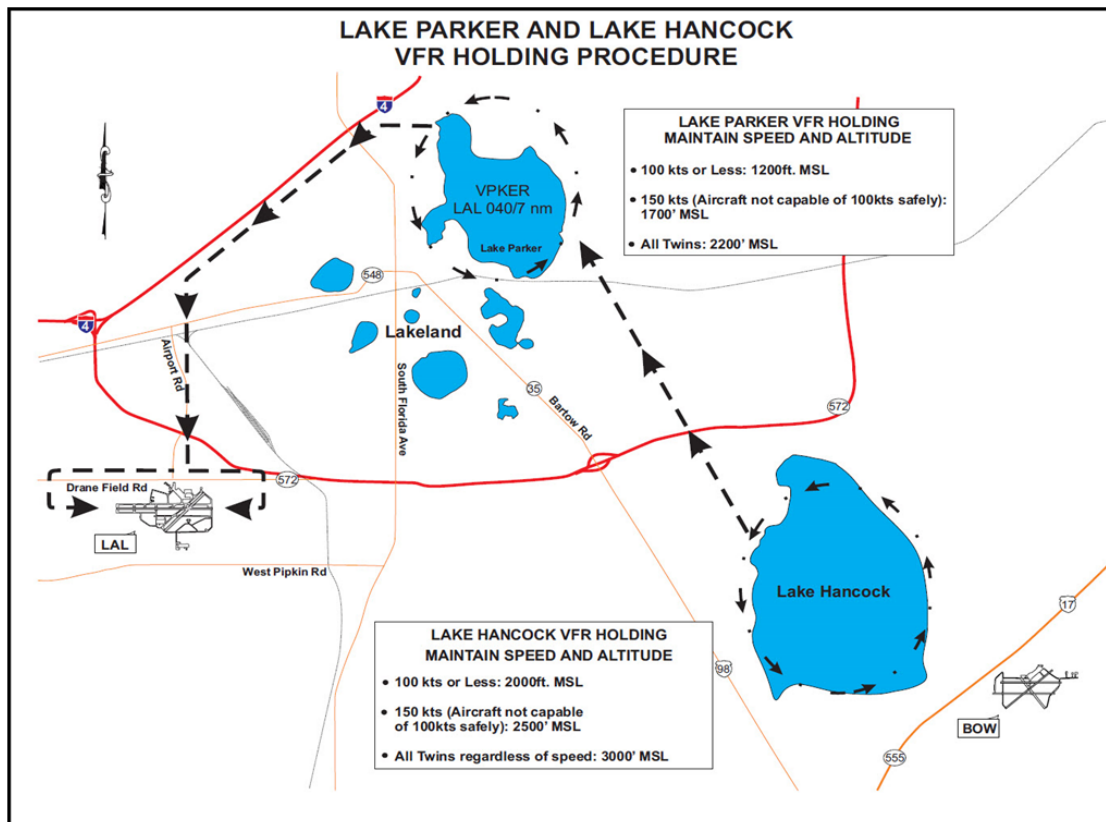 LAKE PARKER AND LAKE HANCOCK
VFR HOLDING PROCEDURE
4
LAKE PARKER VFR HOLDING
MAINTAIN SPEED AND ALTITUDE
• 100 kts or Less: 1200ft. MSL
• 150 kts (Aircraft not capable of 100kts safely):
1700' MSL
• All Twins: 2200' MSL
VPKER
LAL 040/7 nm
Lake Parker
548
4
Lakeland
Airport Rd
South Florida Ave
35
Bartow Rd
572
Drane Field Rd
572
LAL
West Pipkin Rd
Lake Hancock
17
LAKE HANCOCK VFR HOLDING
MAINTAIN SPEED AND ALTITUDE
• 100 kts or Less: 2000ft. MSL
• 150 kts (Aircraft not capable
of 100kts safely): 2500' MSL
• All Twins regardless of speed: 3000' MSL
98
BOW
555